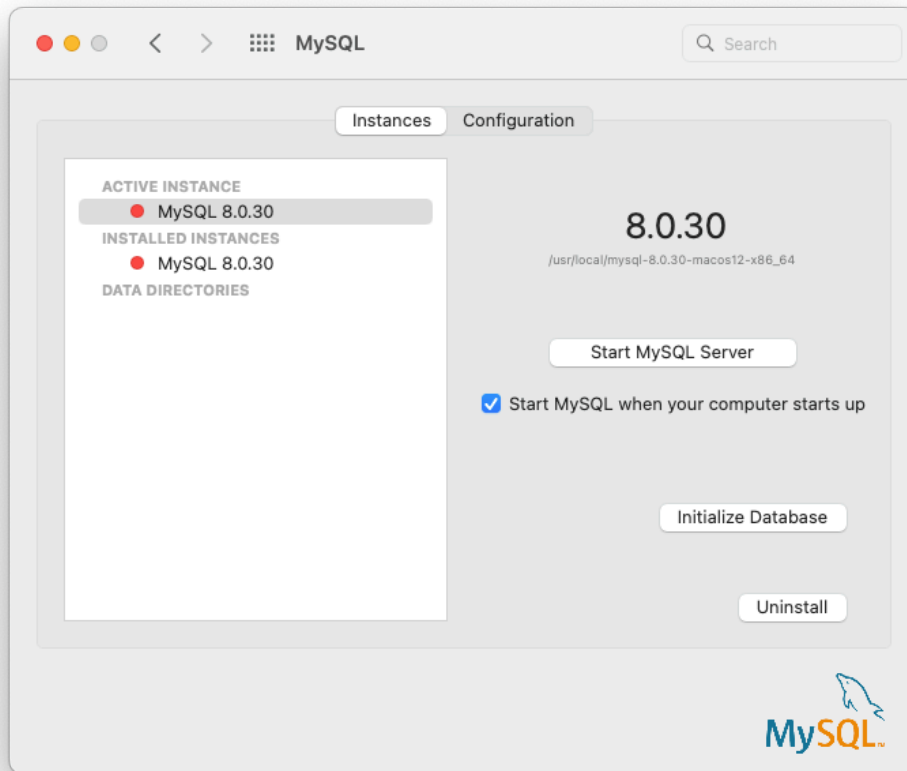 MySQL
Search
Instances
Configuration
ACTIVE INSTANCE
MySQL 8.0.30
INSTALLED INSTANCES
MySQL 8.0.30
DATA DIRECTORIES
8.0.30
/usr/local/mysql-8.0.30-macos12-x86_64
Start MySQL Server
Start MySQL when your computer starts up
Initialize Database
Uninstall
MySQL™